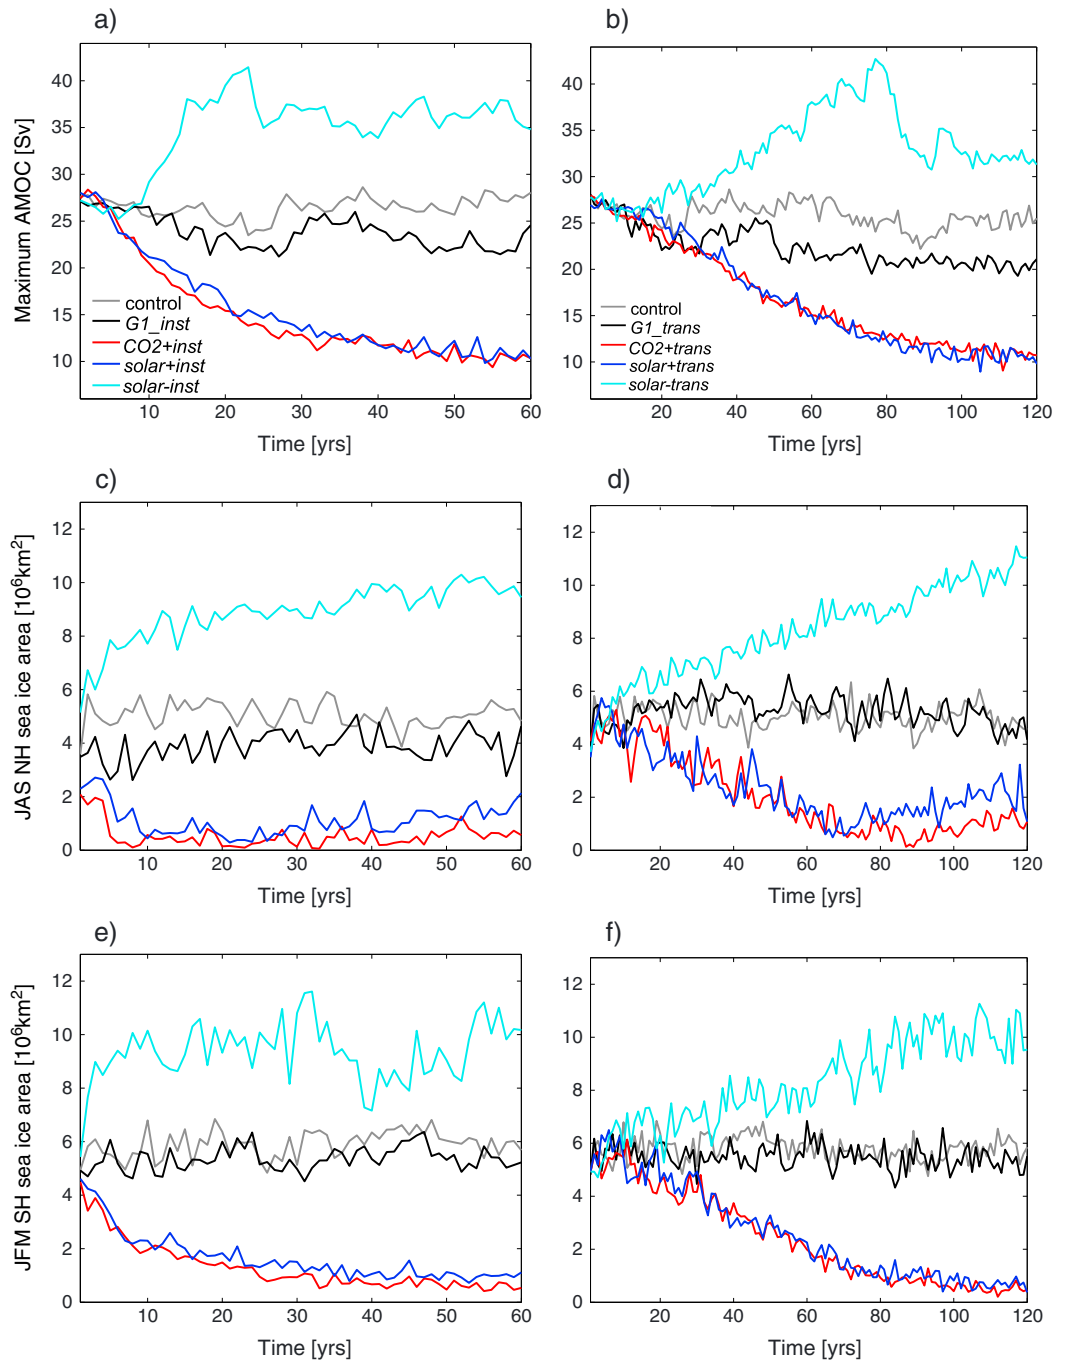 a)
Maximum AMOC [Sv]
40
35
30
25
20
15
10
control
G1_inst
CO2+inst
solar+inst
solar-inst
10 20 30 40 50 60
Time [yrs]
b)
40
35
30
25
20
15
10
control
G1_trans
CO2+trans
solar+trans
solar-trans
20 40 60 80 100 120
Time [yrs]
c)
JAS NH sea ice area [10⁶km²]
12
10
8
6
4
2
0
10 20 30 40 50 60
Time [yrs]
d)
12
10
8
6
4
2
0
20 40 60 80 100 120
Time [yrs]
e)
JFM SH sea ice area [10⁶km²]
12
10
8
6
4
2
0
10 20 30 40 50 60
Time [yrs]
f)
12
10
8
6
4
2
0
20 40 60 80 100 120
Time [yrs]